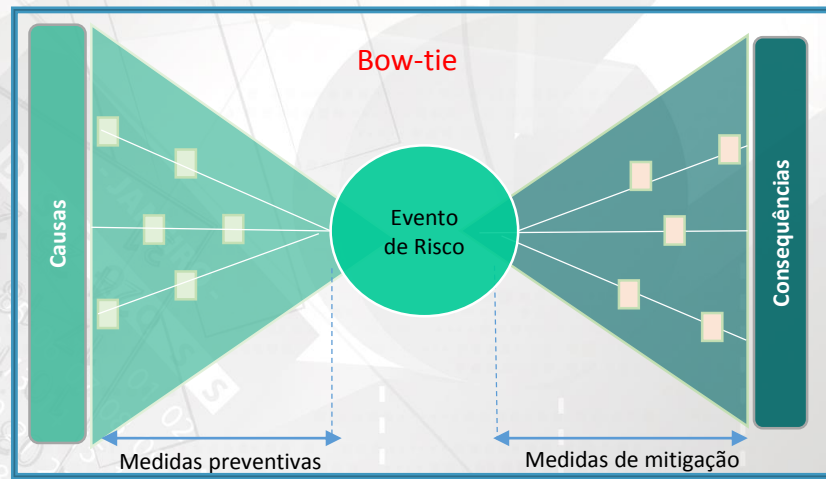 Bow-tie
Causas
Evento
de Risco
Consequências
Medidas preventivas
Medidas de mitigação